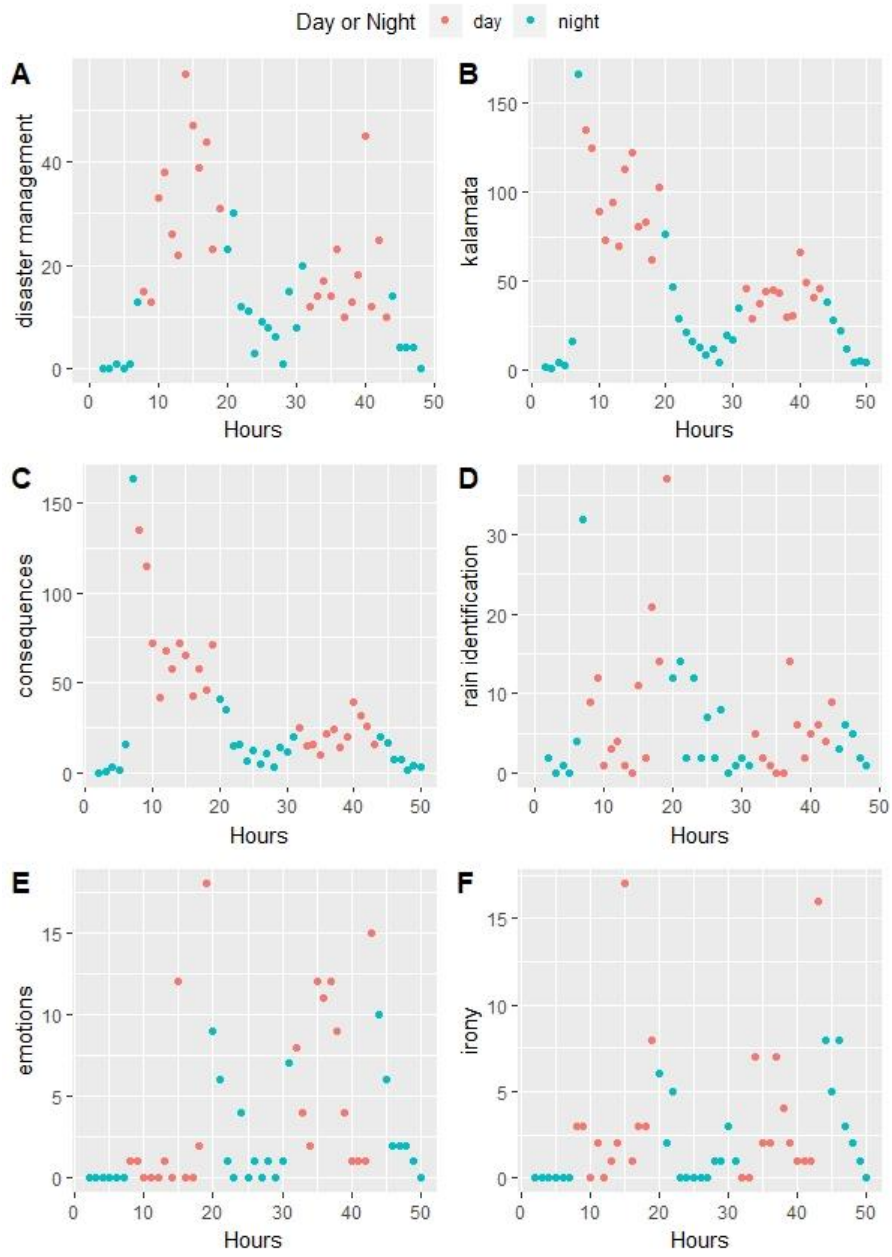 Day or Night day night
A
disaster management
40
20
0
0 10 20 30 40 50
Hours
B
kalamata
150
100
50
0
0 10 20 30 40 50
Hours
C
consequences
150
100
50
0
0 10 20 30 40 50
Hours
D
rain identification
30
20
10
0
0 10 20 30 40 50
Hours
E
emotions
15
10
5
0
0 10 20 30 40 50
Hours
F
irony
15
10
5
0
0 10 20 30 40 50
Hours